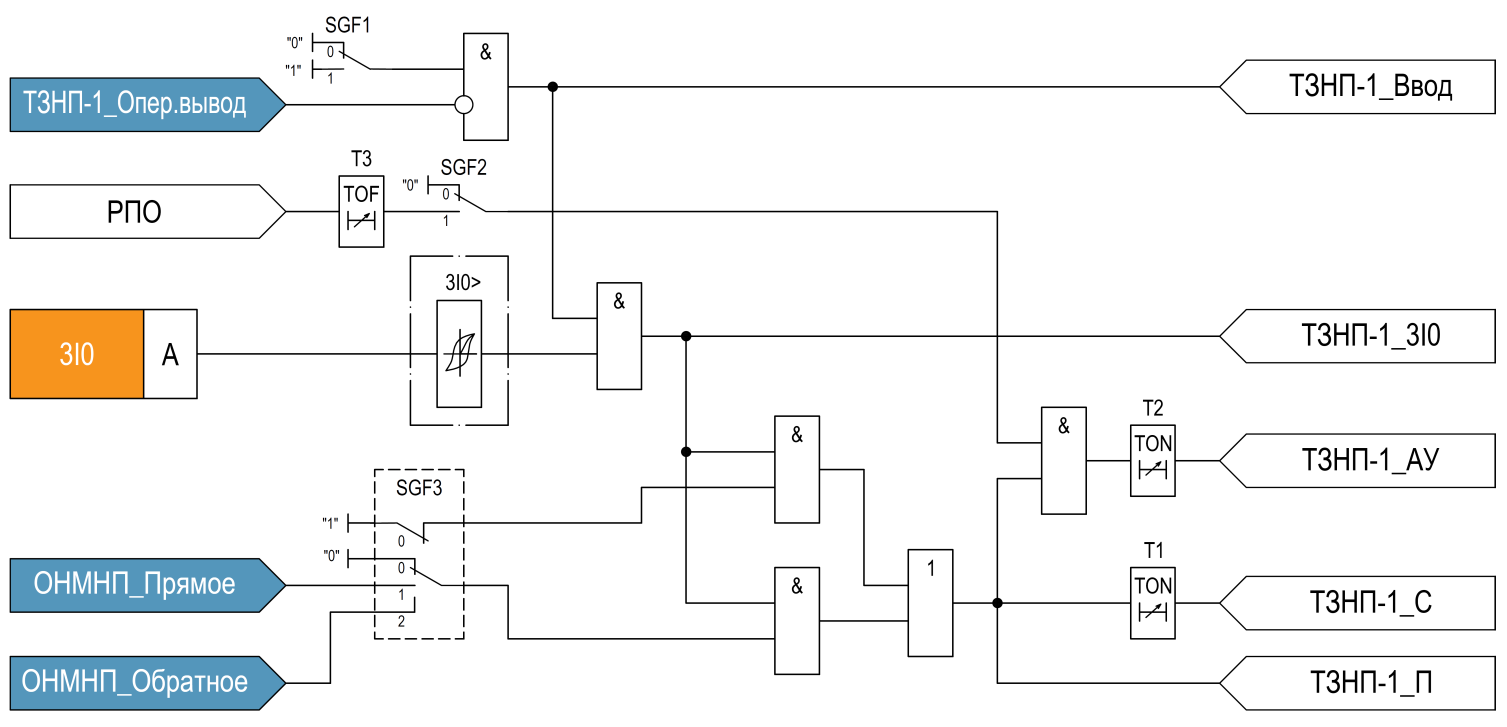 SGF1
"0"
0
"1"
1
&
ТЗНП-1_Опер.вывод
ТЗНП-1_Ввод
T3
SGF2
TOF
"0"
0
1
РПО
3I0>
&
3I0
A
ТЗНП-1_3I0
&
&
T2
TON
ТЗНП-1_АУ
SGF3
"1"
0
"0"
0
1
2
ОНМНП_Прямое
ОНМНП_Обратное
&
1
T1
TON
ТЗНП-1_С
ТЗНП-1_П